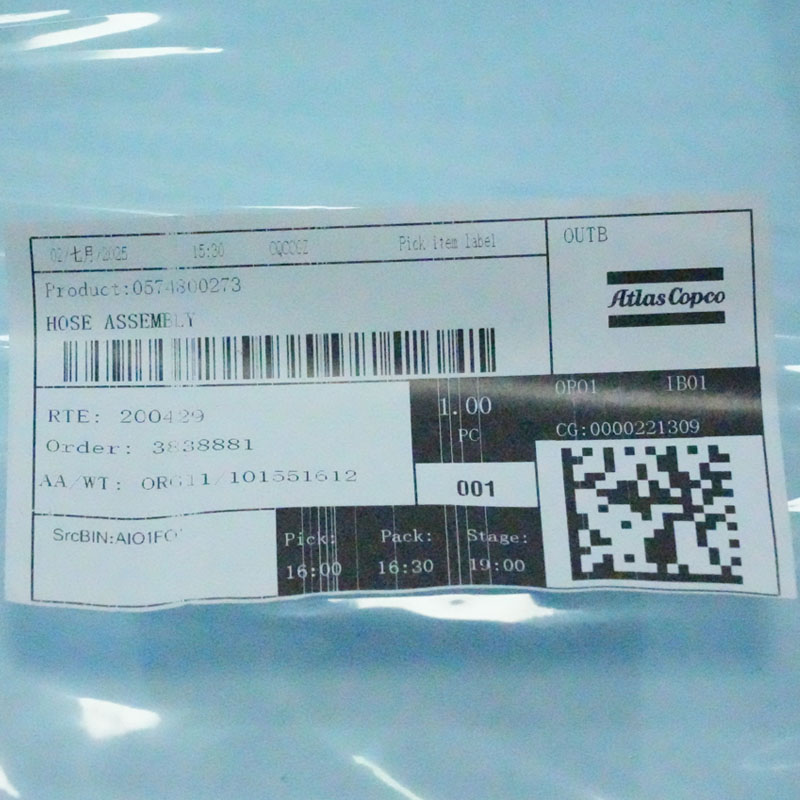 02/七月/2025 15:30 CQCCGZ Pick item label
OUTB
Product:0574800273
HOSE ASSEMBLY
Atlas Copco
RTE: 200429
Order: 3838881
AA/WT: ORG11/101551612
1.00
PC
001
OP01 IB01
CG:0000221309
SrcBIN:AIO1FO
Pick: Pack: Stage:
16:00 16:30 19:00